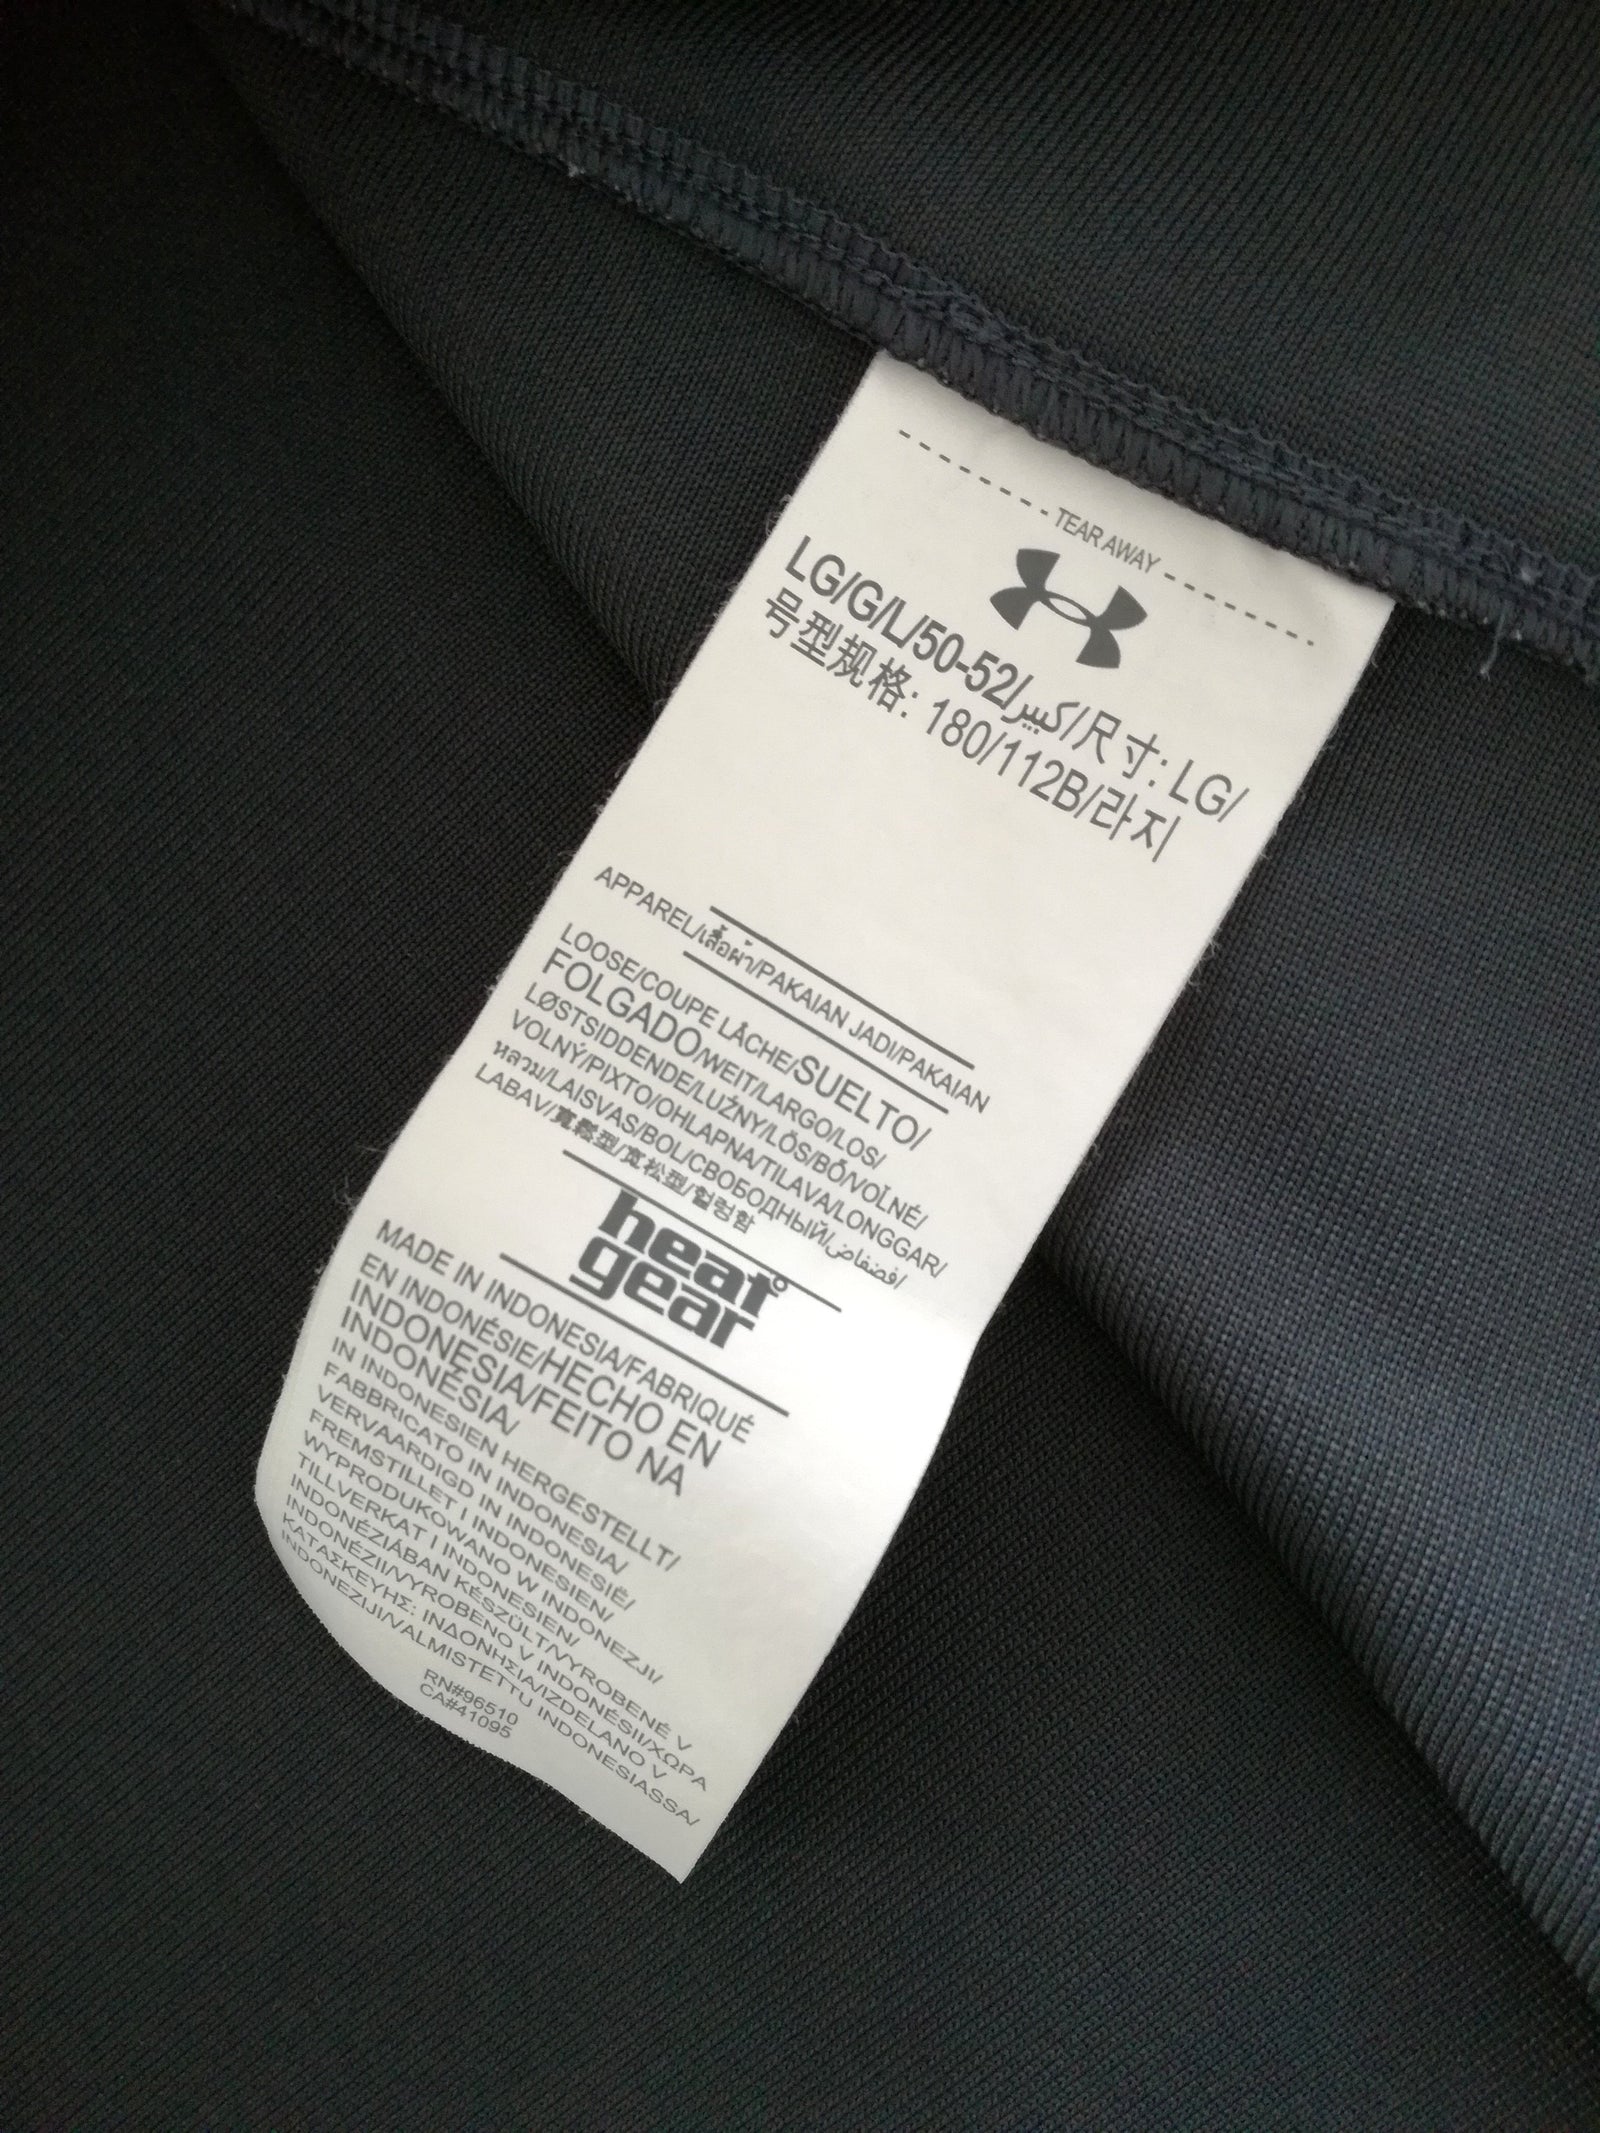 TEAR AWAY
LG/G/L/50-52/كبير/尺寸: LG/
号型规格: 180/112B/라지
APPAREL/เสื้อผ้า/PAKAIAN JADI/PAKAIAN
LOOSE/COUPE LÂCHE/SUELTO/
FOLGADO/WEIT/LARGO/LOS/
LØSTSIDDENDE/LUŹNY/LÖS/BŐ/VOĽNÉ/
VOLNÝ/PIXTO/OHLAPNA/TILAVA/LONGGAR/
หลวม/LAISVAS/BOL/СВОБОДНЫЙ/فضفاض/
LABAV/寬鬆型/宽松型/헐렁함
heat
gear
MADE IN INDONESIA/FABRIQUÉ
EN INDONÉSIE/HECHO EN
INDONESIA/FEITO NA
INDONÉSIA/
IN INDONESIEN HERGESTELLT/
FABBRICATO IN INDONESIA/
VERVAARDIGD IN INDONESIË/
FREMSTILLET I INDONESIEN/
WYPRODUKOWANO W INDONEZJI/
TILLVERKAT I INDONESIEN/
INDONÉZIÁBAN KÉSZÜLT/VYROBENÉ V
INDONÉZII/VYROBENO V INDONÉSII/ΧΩΡΑ
ΚΑΤΑΣΚΕΥΗΣ: ΙΝΔΟΝΗΣΙΑ/IZDELANO V
INDONEZIJI/VALMISTETTU INDONESIASSA/
RN#96510
CA#41095